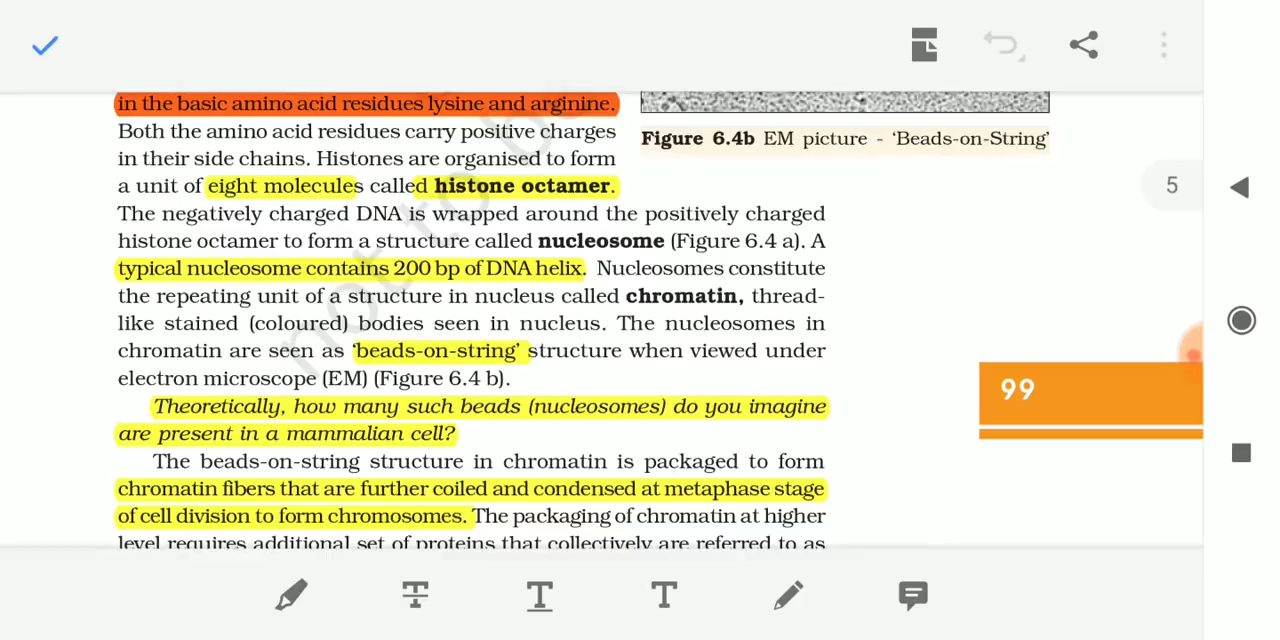 in the basic amino acid residues lysine and arginine.
Both the amino acid residues carry positive charges
in their side chains. Histones are organised to form
a unit of eight molecules called histone octamer.
The negatively charged DNA is wrapped around the positively charged
histone octamer to form a structure called nucleosome (Figure 6.4 a). A
typical nucleosome contains 200 bp of DNA helix. Nucleosomes constitute
the repeating unit of a structure in nucleus called chromatin, thread-
like stained (coloured) bodies seen in nucleus. The nucleosomes in
chromatin are seen as ‘beads-on-string’ structure when viewed under
electron microscope (EM) (Figure 6.4 b).
Theoretically, how many such beads (nucleosomes) do you imagine
are present in a mammalian cell?
The beads-on-string structure in chromatin is packaged to form
chromatin fibers that are further coiled and condensed at metaphase stage
of cell division to form chromosomes. The packaging of chromatin at higher
level requires additional set of proteins that collectively are referred to as
Figure 6.4b EM picture - ‘Beads-on-String’
5
99
not to be
T
T
T